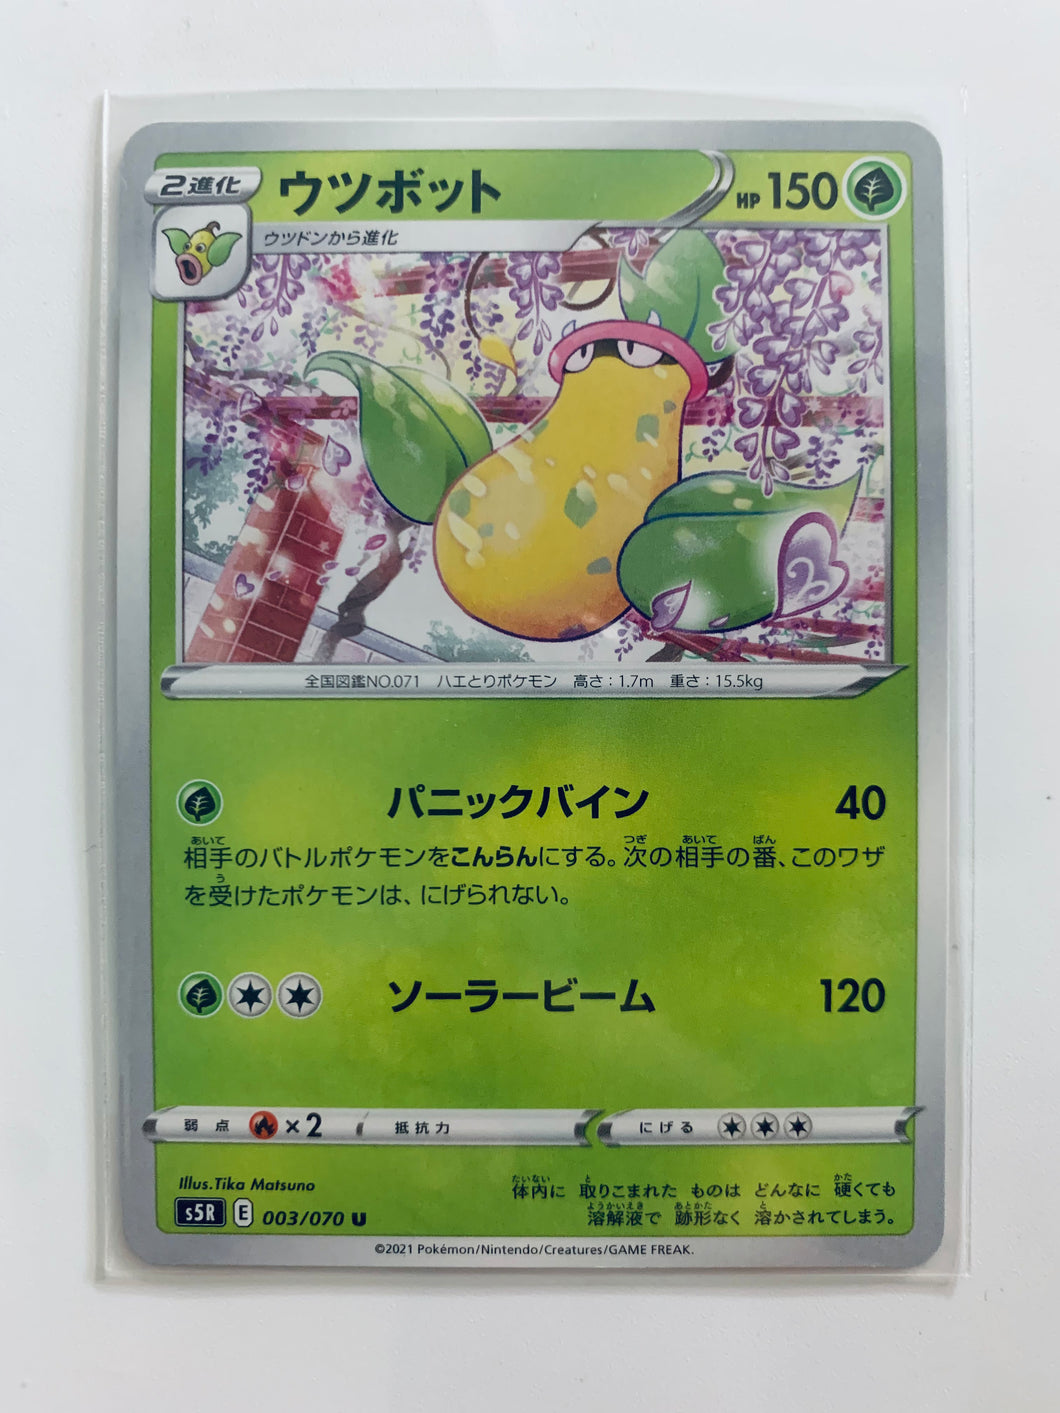 2進化 ウツボット HP 150
ウツドンから進化
全国図鑑NO.071 ハエとりポケモン 高さ：1.7m 重さ：15.5kg
パニックバイン 40
相手のバトルポケモンをこんらんにする。次の相手の番、このワザ
を受けたポケモンは、にげられない。
ソーラービーム 120
弱点 ×2 抵抗力 にげる
Illus.Tika Matsuno
s5R E 003/070 U
体内に 取りこまれた ものは どんなに 硬くても
溶解液で 跡形なく 溶かされてしまう。
©2021 Pokémon/Nintendo/Creatures/GAME FREAK.